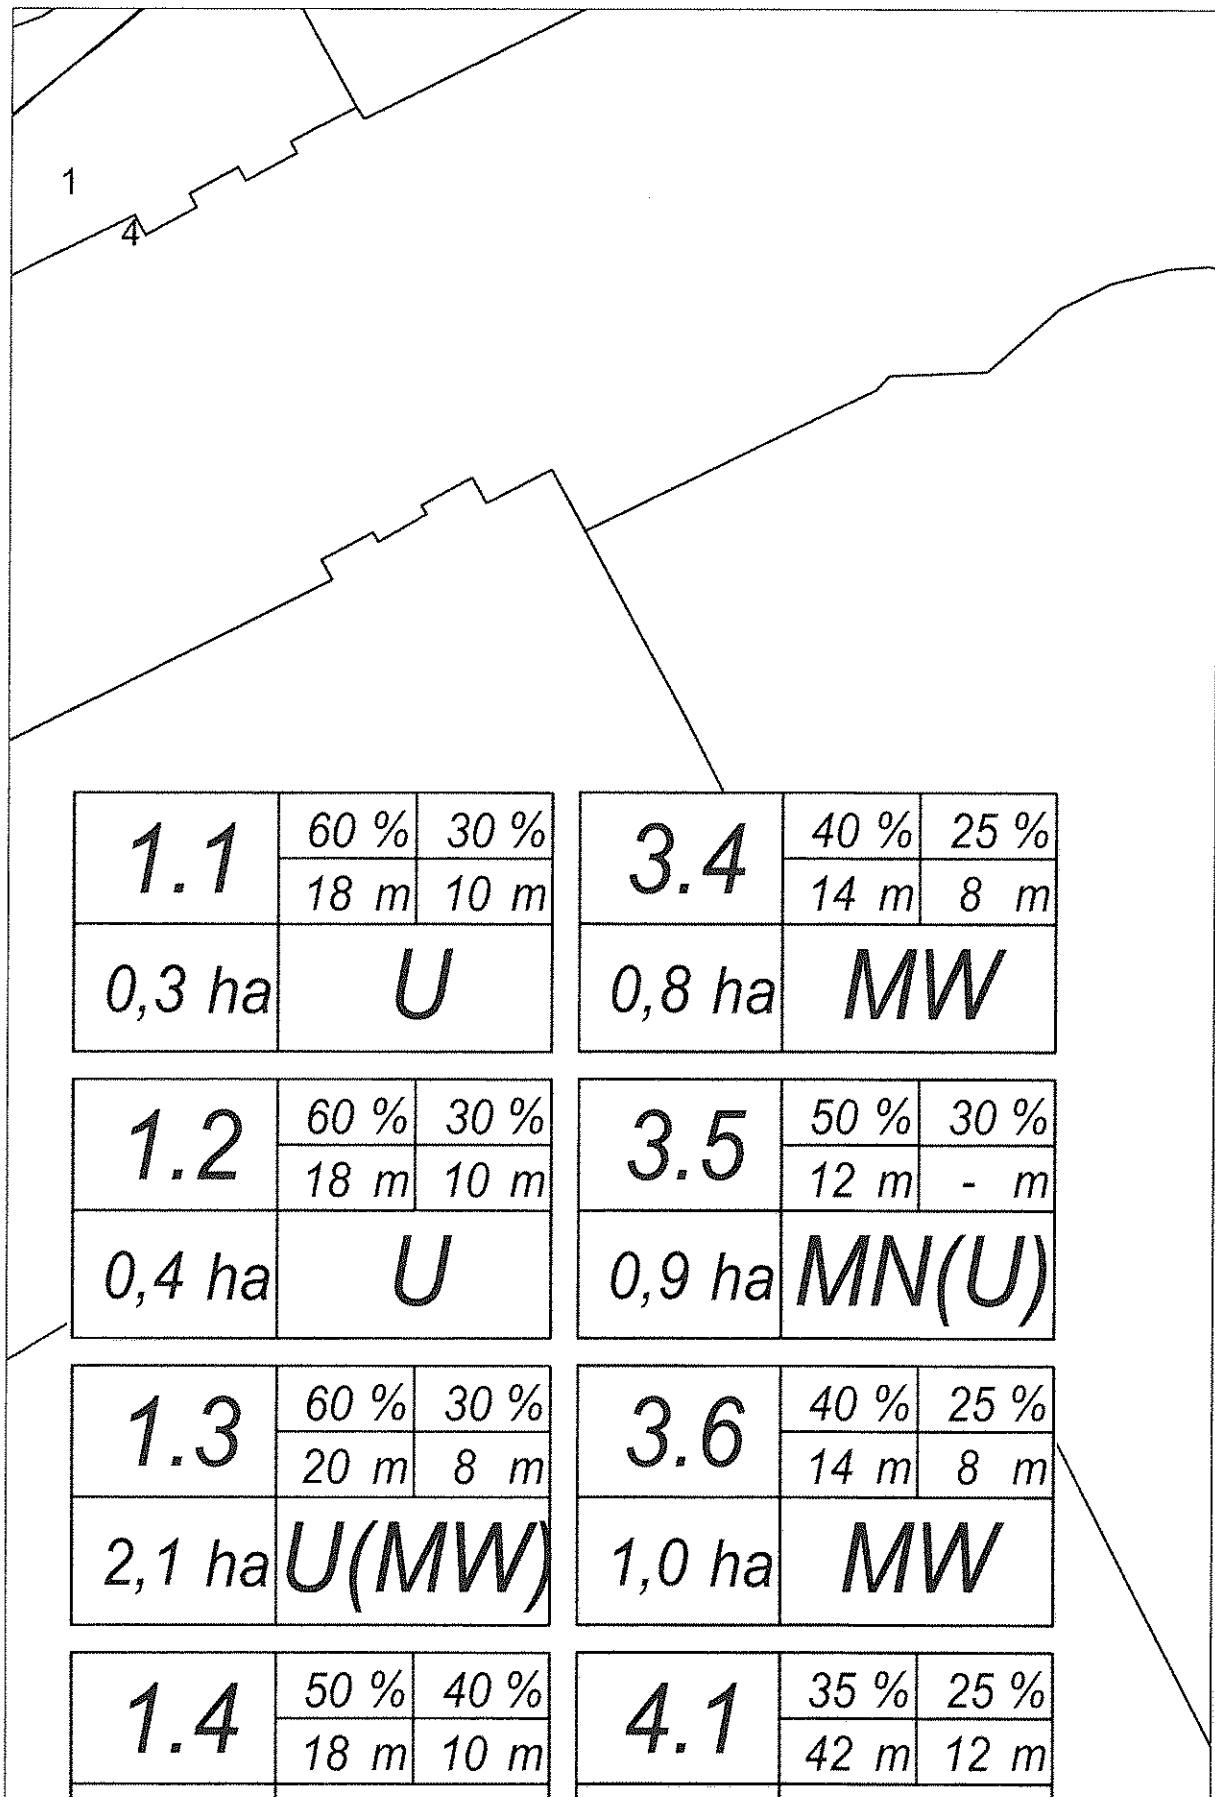 1
4
1.1
60 % 30 %
18 m 10 m
0,3 ha U
3.4
40 % 25 %
14 m 8 m
0,8 ha MW
1.2
60 % 30 %
18 m 10 m
0,4 ha U
3.5
50 % 30 %
12 m - m
0,9 ha MN(U)
1.3
60 % 30 %
20 m 8 m
2,1 ha U(MW)
3.6
40 % 25 %
14 m 8 m
1,0 ha MW
1.4
50 % 40 %
18 m 10 m
4.1
35 % 25 %
42 m 12 m